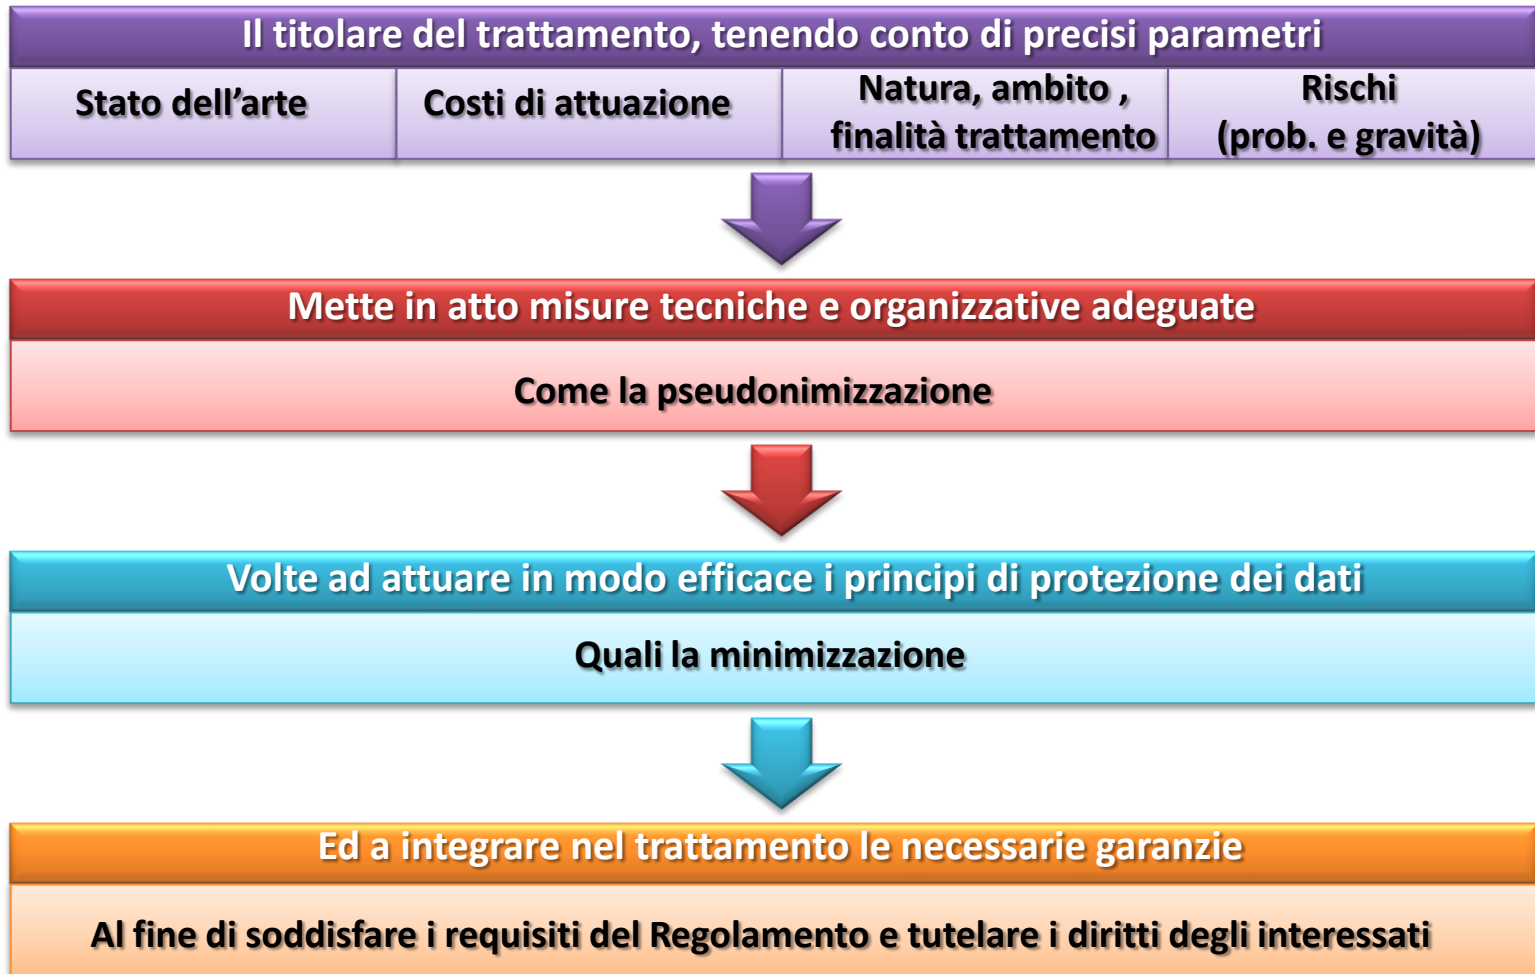 Il titolare del trattamento, tenendo conto di precisi parametri
Stato dell’arte
Costi di attuazione
Natura, ambito ,
finalità trattamento
Rischi
(prob. e gravità)
Mette in atto misure tecniche e organizzative adeguate
Come la pseudonimizzazione
Volte ad attuare in modo efficace i principi di protezione dei dati
Quali la minimizzazione
Ed a integrare nel trattamento le necessarie garanzie
Al fine di soddisfare i requisiti del Regolamento e tutelare i diritti degli interessati